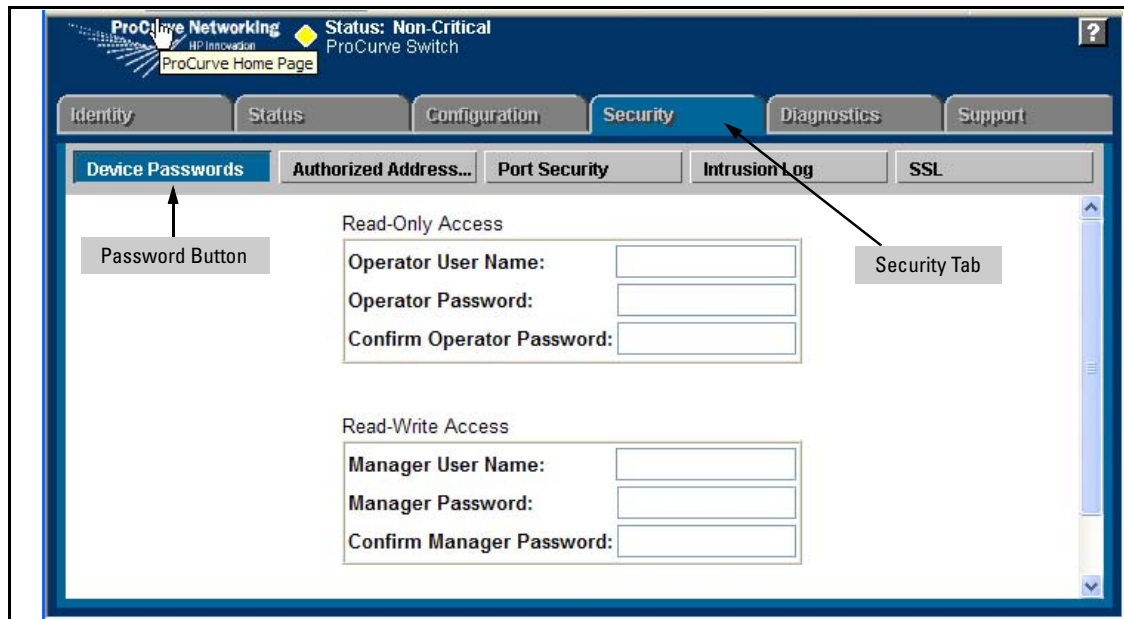 ProCurve Networking
HP Innovation
Status: Non-Critical
ProCurve Switch
?
ProCurve Home Page
Identity
Status
Configuration
Security
Diagnostics
Support
Device Passwords
Authorized Address...
Port Security
Intrusion Log
SSL
Password Button
Security Tab
Read-Only Access
Operator User Name:
Operator Password:
Confirm Operator Password:
Read-Write Access
Manager User Name:
Manager Password:
Confirm Manager Password: